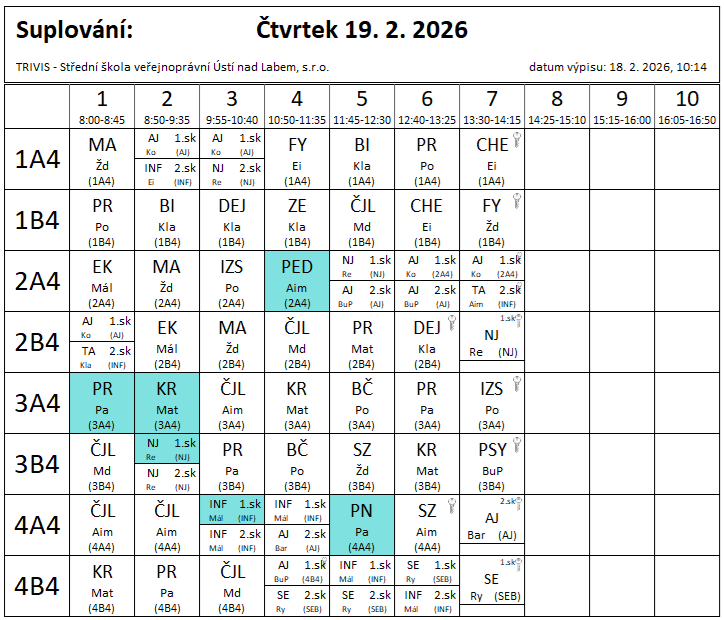 Suplování: Čtvrtek 19. 2. 2026
TRIVIS - Střední škola veřejnoprávní Ústí nad Labem, s.r.o. datum výpisu: 18. 2. 2026, 10:14
1 2 3 4 5 6 7 8 9 10
8:00-8:45 8:50-9:35 9:55-10:40 10:50-11:35 11:45-12:30 12:40-13:25 13:30-14:15 14:25-15:10 15:15-16:00 16:05-16:50
1A4
MA
Žd
(1A4)
AJ 1.sk
Ko (AJ)
INF 2.sk
Ei (INF)
AJ 1.sk
Ko (AJ)
NJ 2.sk
Re (NJ)
FY
Ei
(1A4)
BI
Kla
(1A4)
PR
Po
(1A4)
CHE
Ei
(1A4)
1B4
PR
Po
(1B4)
BI
Kla
(1B4)
DEJ
Kla
(1B4)
ZE
Kla
(1B4)
ČJL
Md
(1B4)
CHE
Ei
(1B4)
FY
Žd
(1B4)
2A4
EK
Mál
(2A4)
MA
Žd
(2A4)
IZS
Po
(2A4)
PED
Aim
(2A4)
NJ 1.sk
Re (NJ)
AJ 2.sk
BuP (AJ)
AJ 1.sk
Ko (2A4)
AJ 2.sk
BuP (AJ)
AJ 1.sk
Ko (2A4)
TA 2.sk
Aim (INF)
2B4
AJ 1.sk
Ko (AJ)
TA 2.sk
Kla (INF)
EK
Mál
(2B4)
MA
Žd
(2B4)
ČJL
Md
(2B4)
PR
Mat
(2B4)
DEJ
Kla
(2B4)
1.sk
NJ
Re (NJ)
3A4
PR
Pa
(3A4)
KR
Mat
(3A4)
ČJL
Aim
(3A4)
KR
Mat
(3A4)
BČ
Po
(3A4)
PR
Pa
(3A4)
IZS
Po
(3A4)
3B4
ČJL
Md
(3B4)
NJ 1.sk
Re (NJ)
NJ 2.sk
Re (NJ)
PR
Pa
(3B4)
BČ
Po
(3B4)
SZ
Žd
(3B4)
KR
Mat
(3B4)
PSY
BuP
(3B4)
4A4
ČJL
Aim
(4A4)
ČJL
Aim
(4A4)
INF 1.sk
Mál (INF)
INF 2.sk
Mál (INF)
INF 1.sk
Mál (INF)
AJ 2.sk
Bar (AJ)
PN
Pa
(4A4)
SZ
Aim
(4A4)
2.sk
AJ
Bar (AJ)
4B4
KR
Mat
(4B4)
PR
Pa
(4B4)
ČJL
Md
(4B4)
AJ 1.sk
BuP (4B4)
SE 2.sk
Ry (SEB)
INF 1.sk
Mál (INF)
SE 2.sk
Ry (SEB)
SE 1.sk
Ry (SEB)
INF 2.sk
Mál (INF)
1.sk
SE
Ry (SEB)